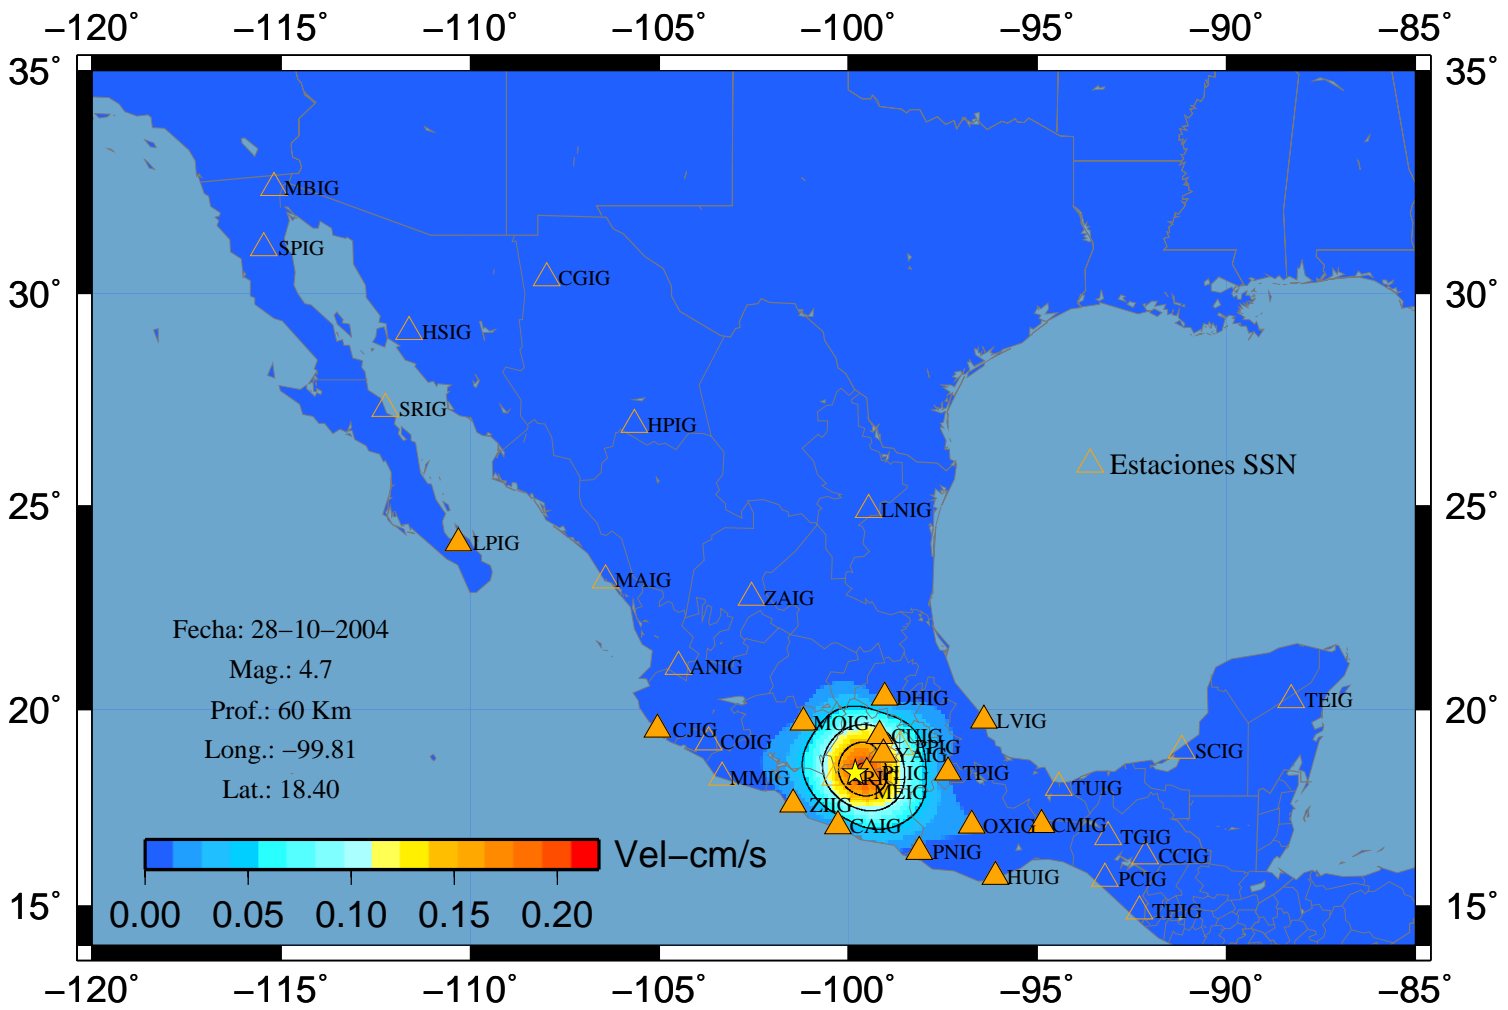 −120° −115° −110° −105° −100° −95° −90° −85°
35° 35°
MBIG
SPIG
CGIG
30° 30°
HSIG
SRIG
HPIG
Estaciones SSN
25° 25°
LNIG
LPIG
MAIG
ZAIG
Fecha: 28−10−2004
Mag.: 4.7
ANIG
DHIG
TEIG
Prof.: 60 Km
20° 20°
MOIG
LVIG
CJIG
CUIG
COIG
PPIG
YAIG
SCIG
Long.: −99.81
PLIG
TPIG
MMIG
Lat.: 18.40
MEIG
TUIG
ZIIG
CAIG
OXIG
CMIG
TGIG
PNIG
CCIG
Vel−cm/s
HUIG
PCIG
15° 15°
THIG
0.00 0.05 0.10 0.15 0.20
−120° −115° −110° −105° −100° −95° −90° −85°